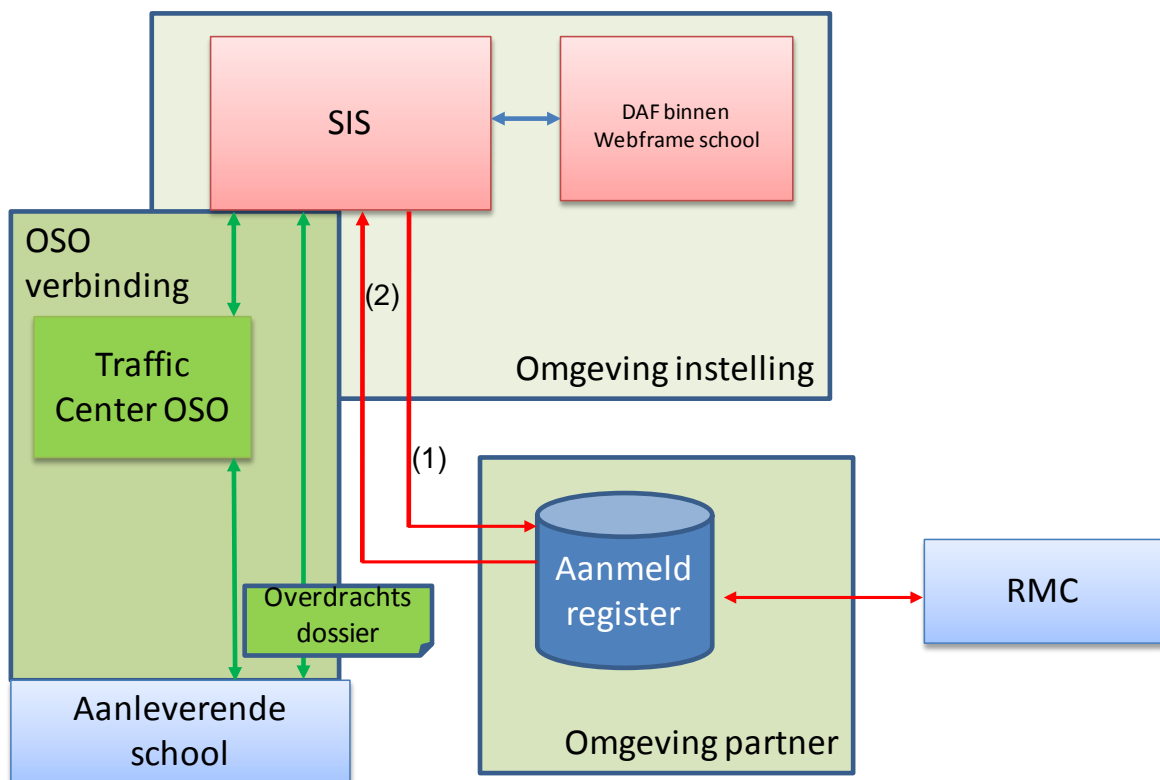 SIS
DAF binnen
Webframe school
OSO
verbinding
(2)
Traffic
Center OSO
Omgeving instelling
(1)
Aanmeld
register
RMC
Overdrachts
dossier
Aanleverende
school
Omgeving partner